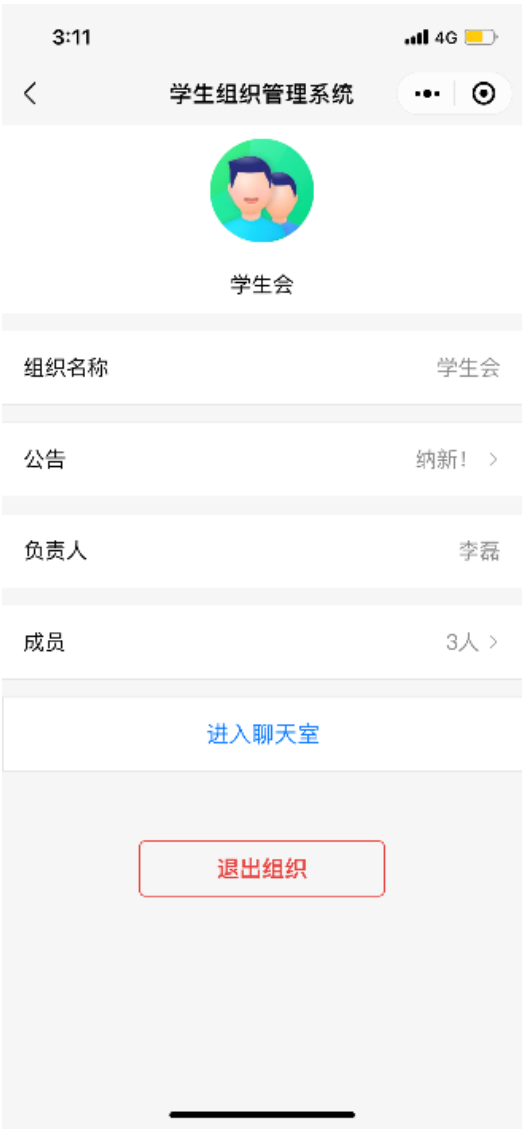 3:11
4G
学生组织管理系统
学生会
组织名称 学生会
公告 纳新！
负责人 李磊
成员 3人
进入聊天室
退出组织